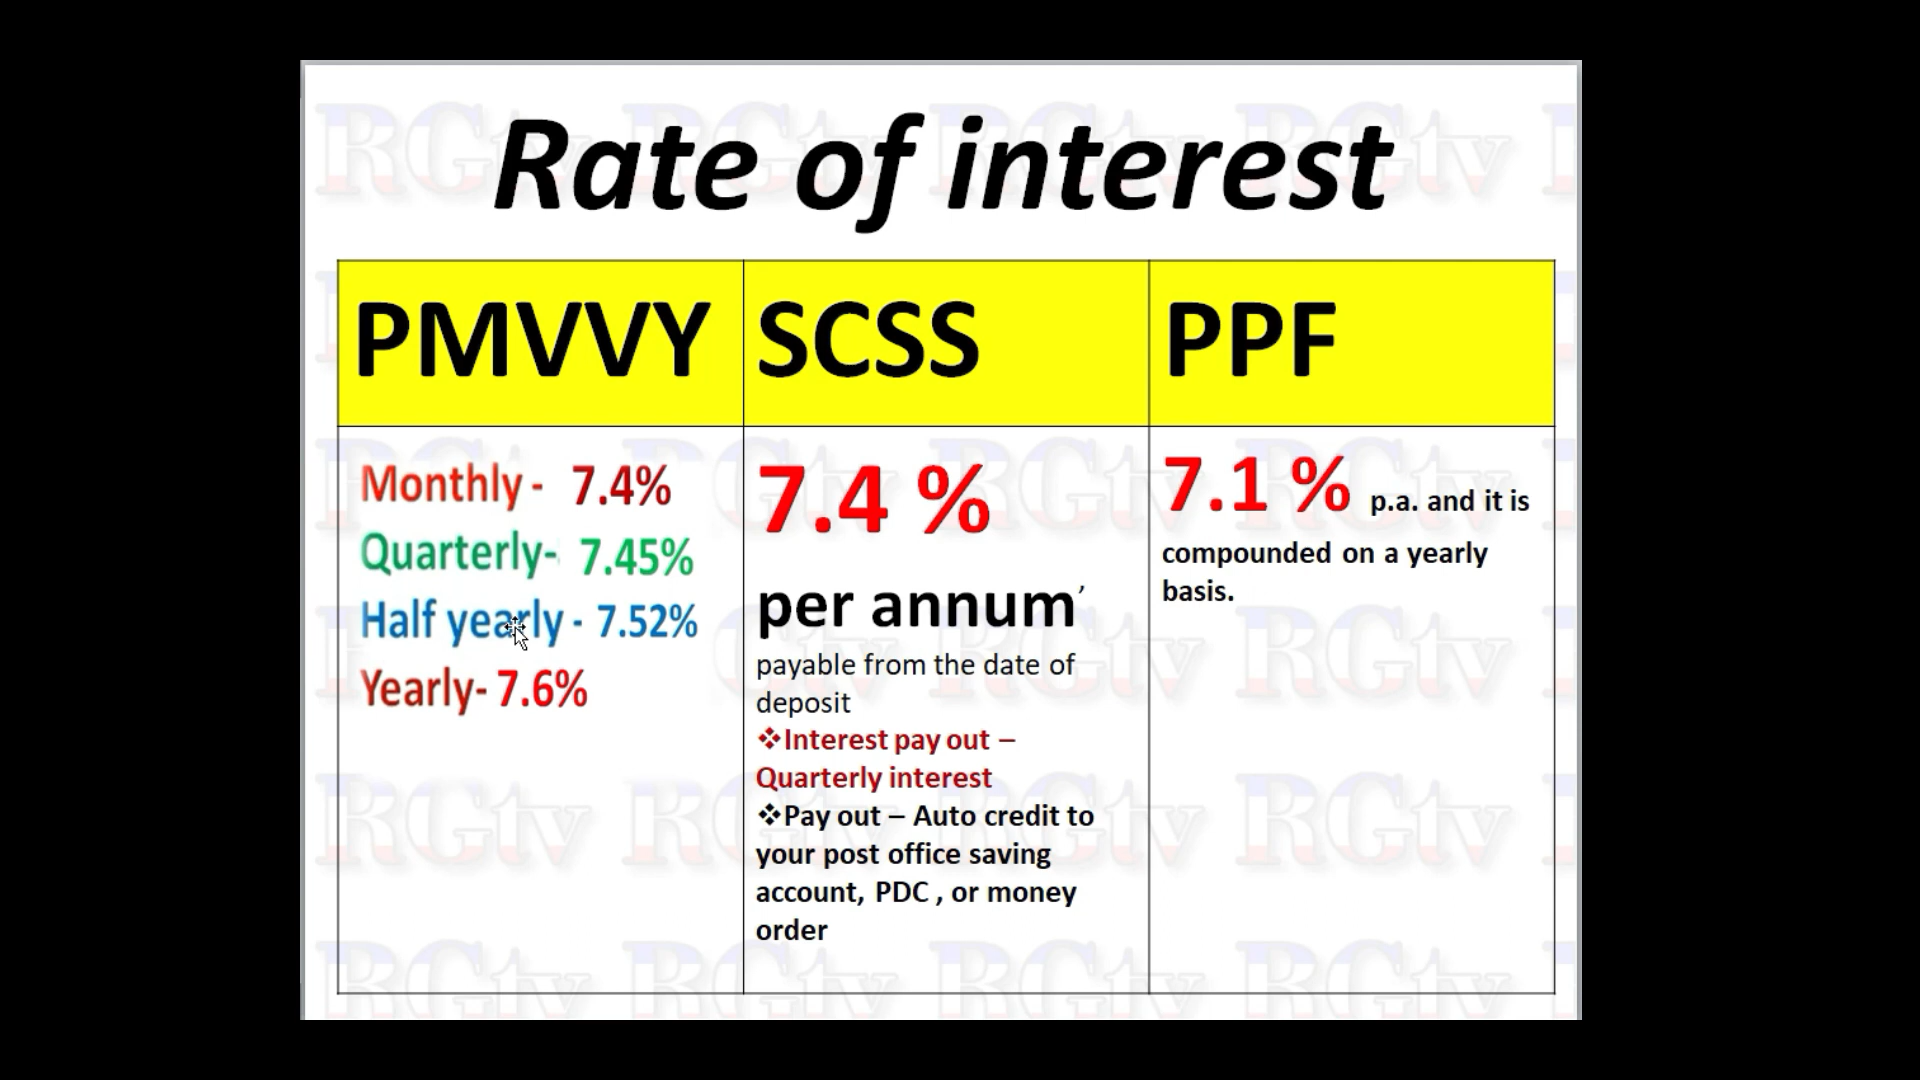 Rate of interest
PMVVY
SCSS
PPF
Monthly - 7.4%
Quarterly- 7.45%
Half yearly - 7.52%
Yearly- 7.6%
7.4 %
per annum’
payable from the date of
deposit
❖Interest pay out –
Quarterly interest
❖Pay out – Auto credit to
your post office saving
account, PDC , or money
order
7.1 % p.a. and it is
compounded on a yearly
basis.
RGtv